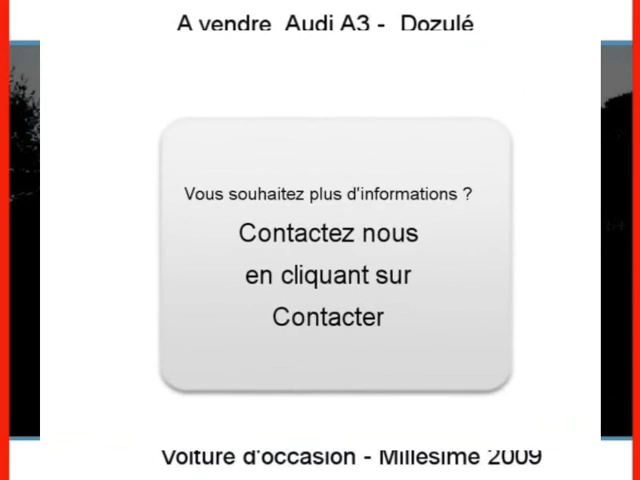 A vendre Audi A3 - Dozulé
Vous souhaitez plus d'informations ?
Contactez nous
en cliquant sur
Contacter
Voiture d'occasion - Millesime 2009